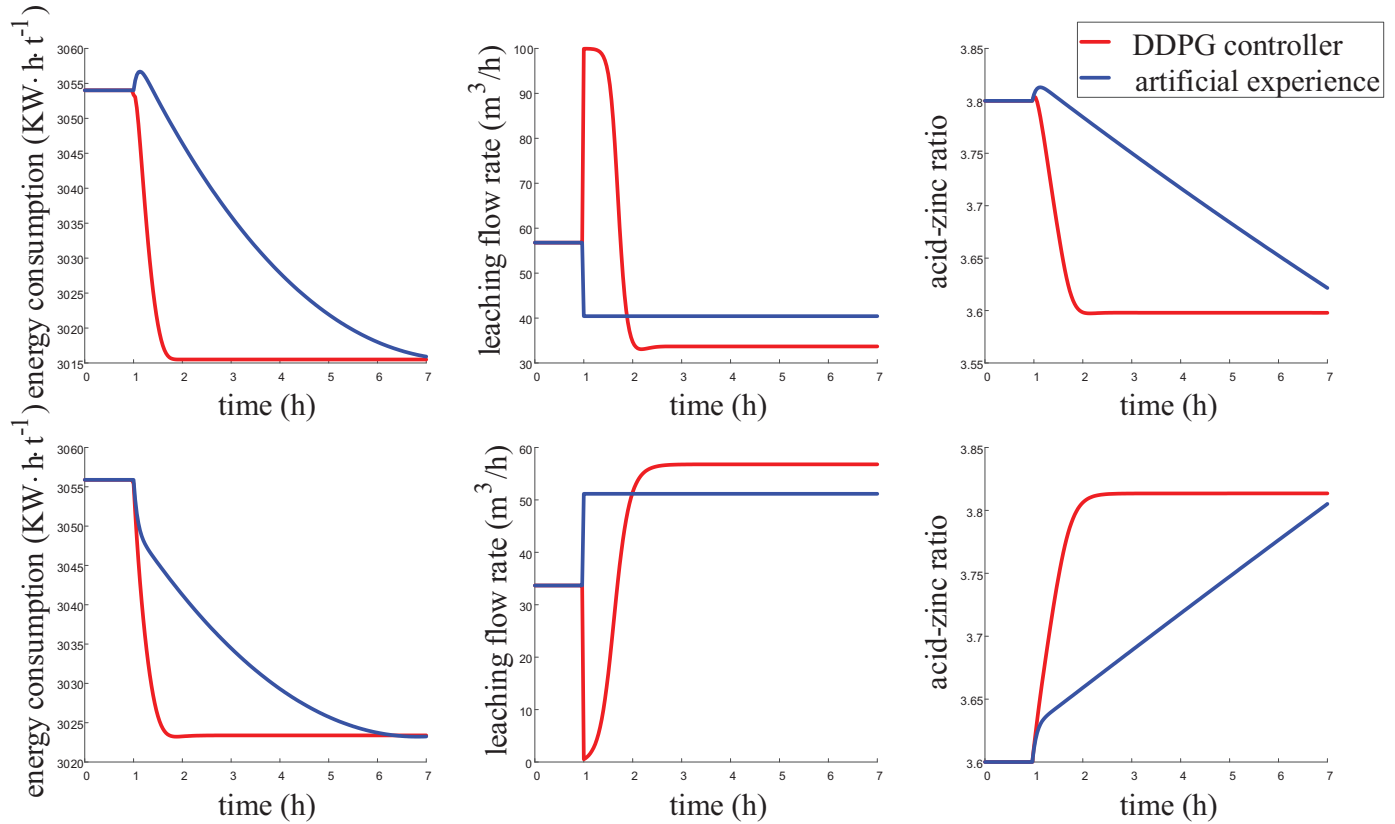 DDPG controller
artificial experience
energy consumption (KW·h·t⁻¹)
3060
3055
3050
3045
3040
3035
3030
3025
3020
3015
0 1 2 3 4 5 6 7
time (h)
leaching flow rate (m³/h)
100
90
80
70
60
50
40
30
0 1 2 3 4 5 6 7
time (h)
acid-zinc ratio
3.85
3.8
3.75
3.7
3.65
3.6
3.55
0 1 2 3 4 5 6 7
time (h)
energy consumption (KW·h·t⁻¹)
3060
3055
3050
3045
3040
3035
3030
3025
3020
0 1 2 3 4 5 6 7
time (h)
leaching flow rate (m³/h)
60
50
40
30
20
10
0
0 1 2 3 4 5 6 7
time (h)
acid-zinc ratio
3.85
3.8
3.75
3.7
3.65
3.6
0 1 2 3 4 5 6 7
time (h)